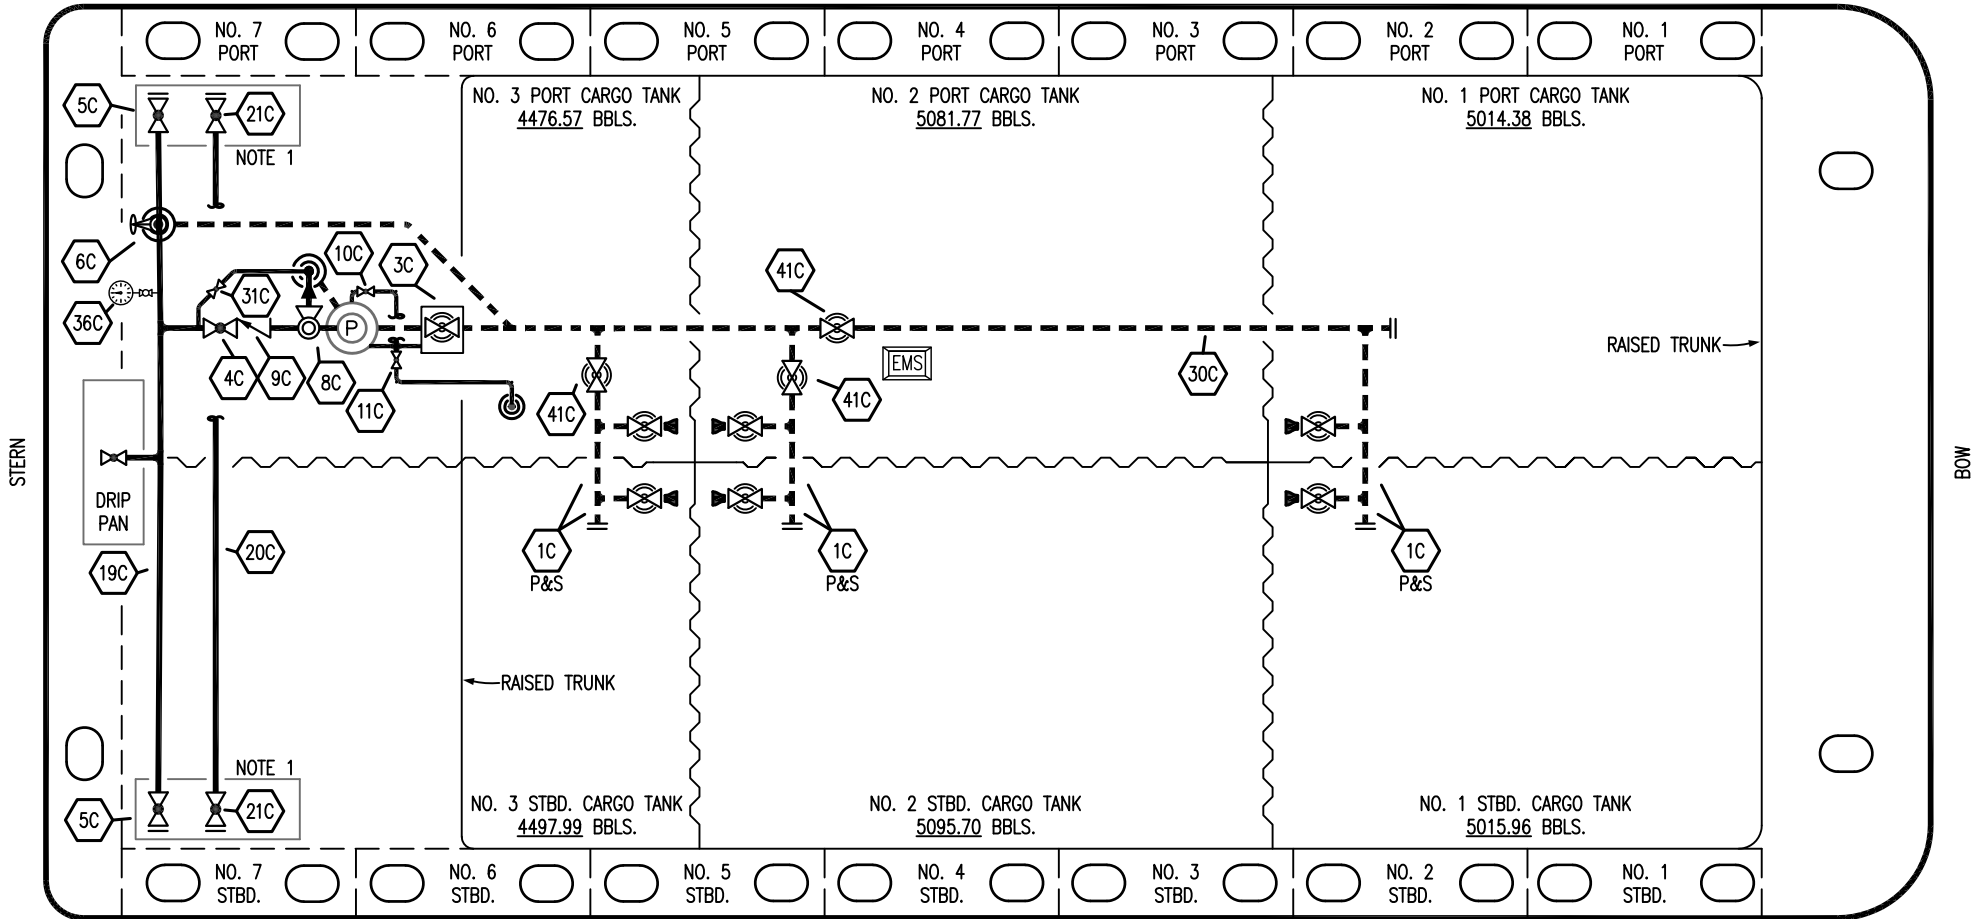 NO. 7
PORT
NO. 6
PORT
NO. 5
PORT
NO. 4
PORT
NO. 3
PORT
NO. 2
PORT
NO. 1
PORT
5C
21C
NOTE 1
NO. 3 PORT CARGO TANK
4476.57 BBLS.
NO. 2 PORT CARGO TANK
5081.77 BBLS.
NO. 1 PORT CARGO TANK
5014.38 BBLS.
6C
10C
3C
41C
31C
36C
P
RAISED TRUNK
EMS
30C
4C
9C
8C
11C
41C
41C
STERN
BOW
DRIP
PAN
20C
19C
1C
P&S
1C
P&S
1C
P&S
RAISED TRUNK
NOTE 1
5C
21C
NO. 3 STBD. CARGO TANK
4497.99 BBLS.
NO. 2 STBD. CARGO TANK
5095.70 BBLS.
NO. 1 STBD. CARGO TANK
5015.96 BBLS.
NO. 7
STBD.
NO. 6
STBD.
NO. 5
STBD.
NO. 4
STBD.
NO. 3
STBD.
NO. 2
STBD.
NO. 1
STBD.